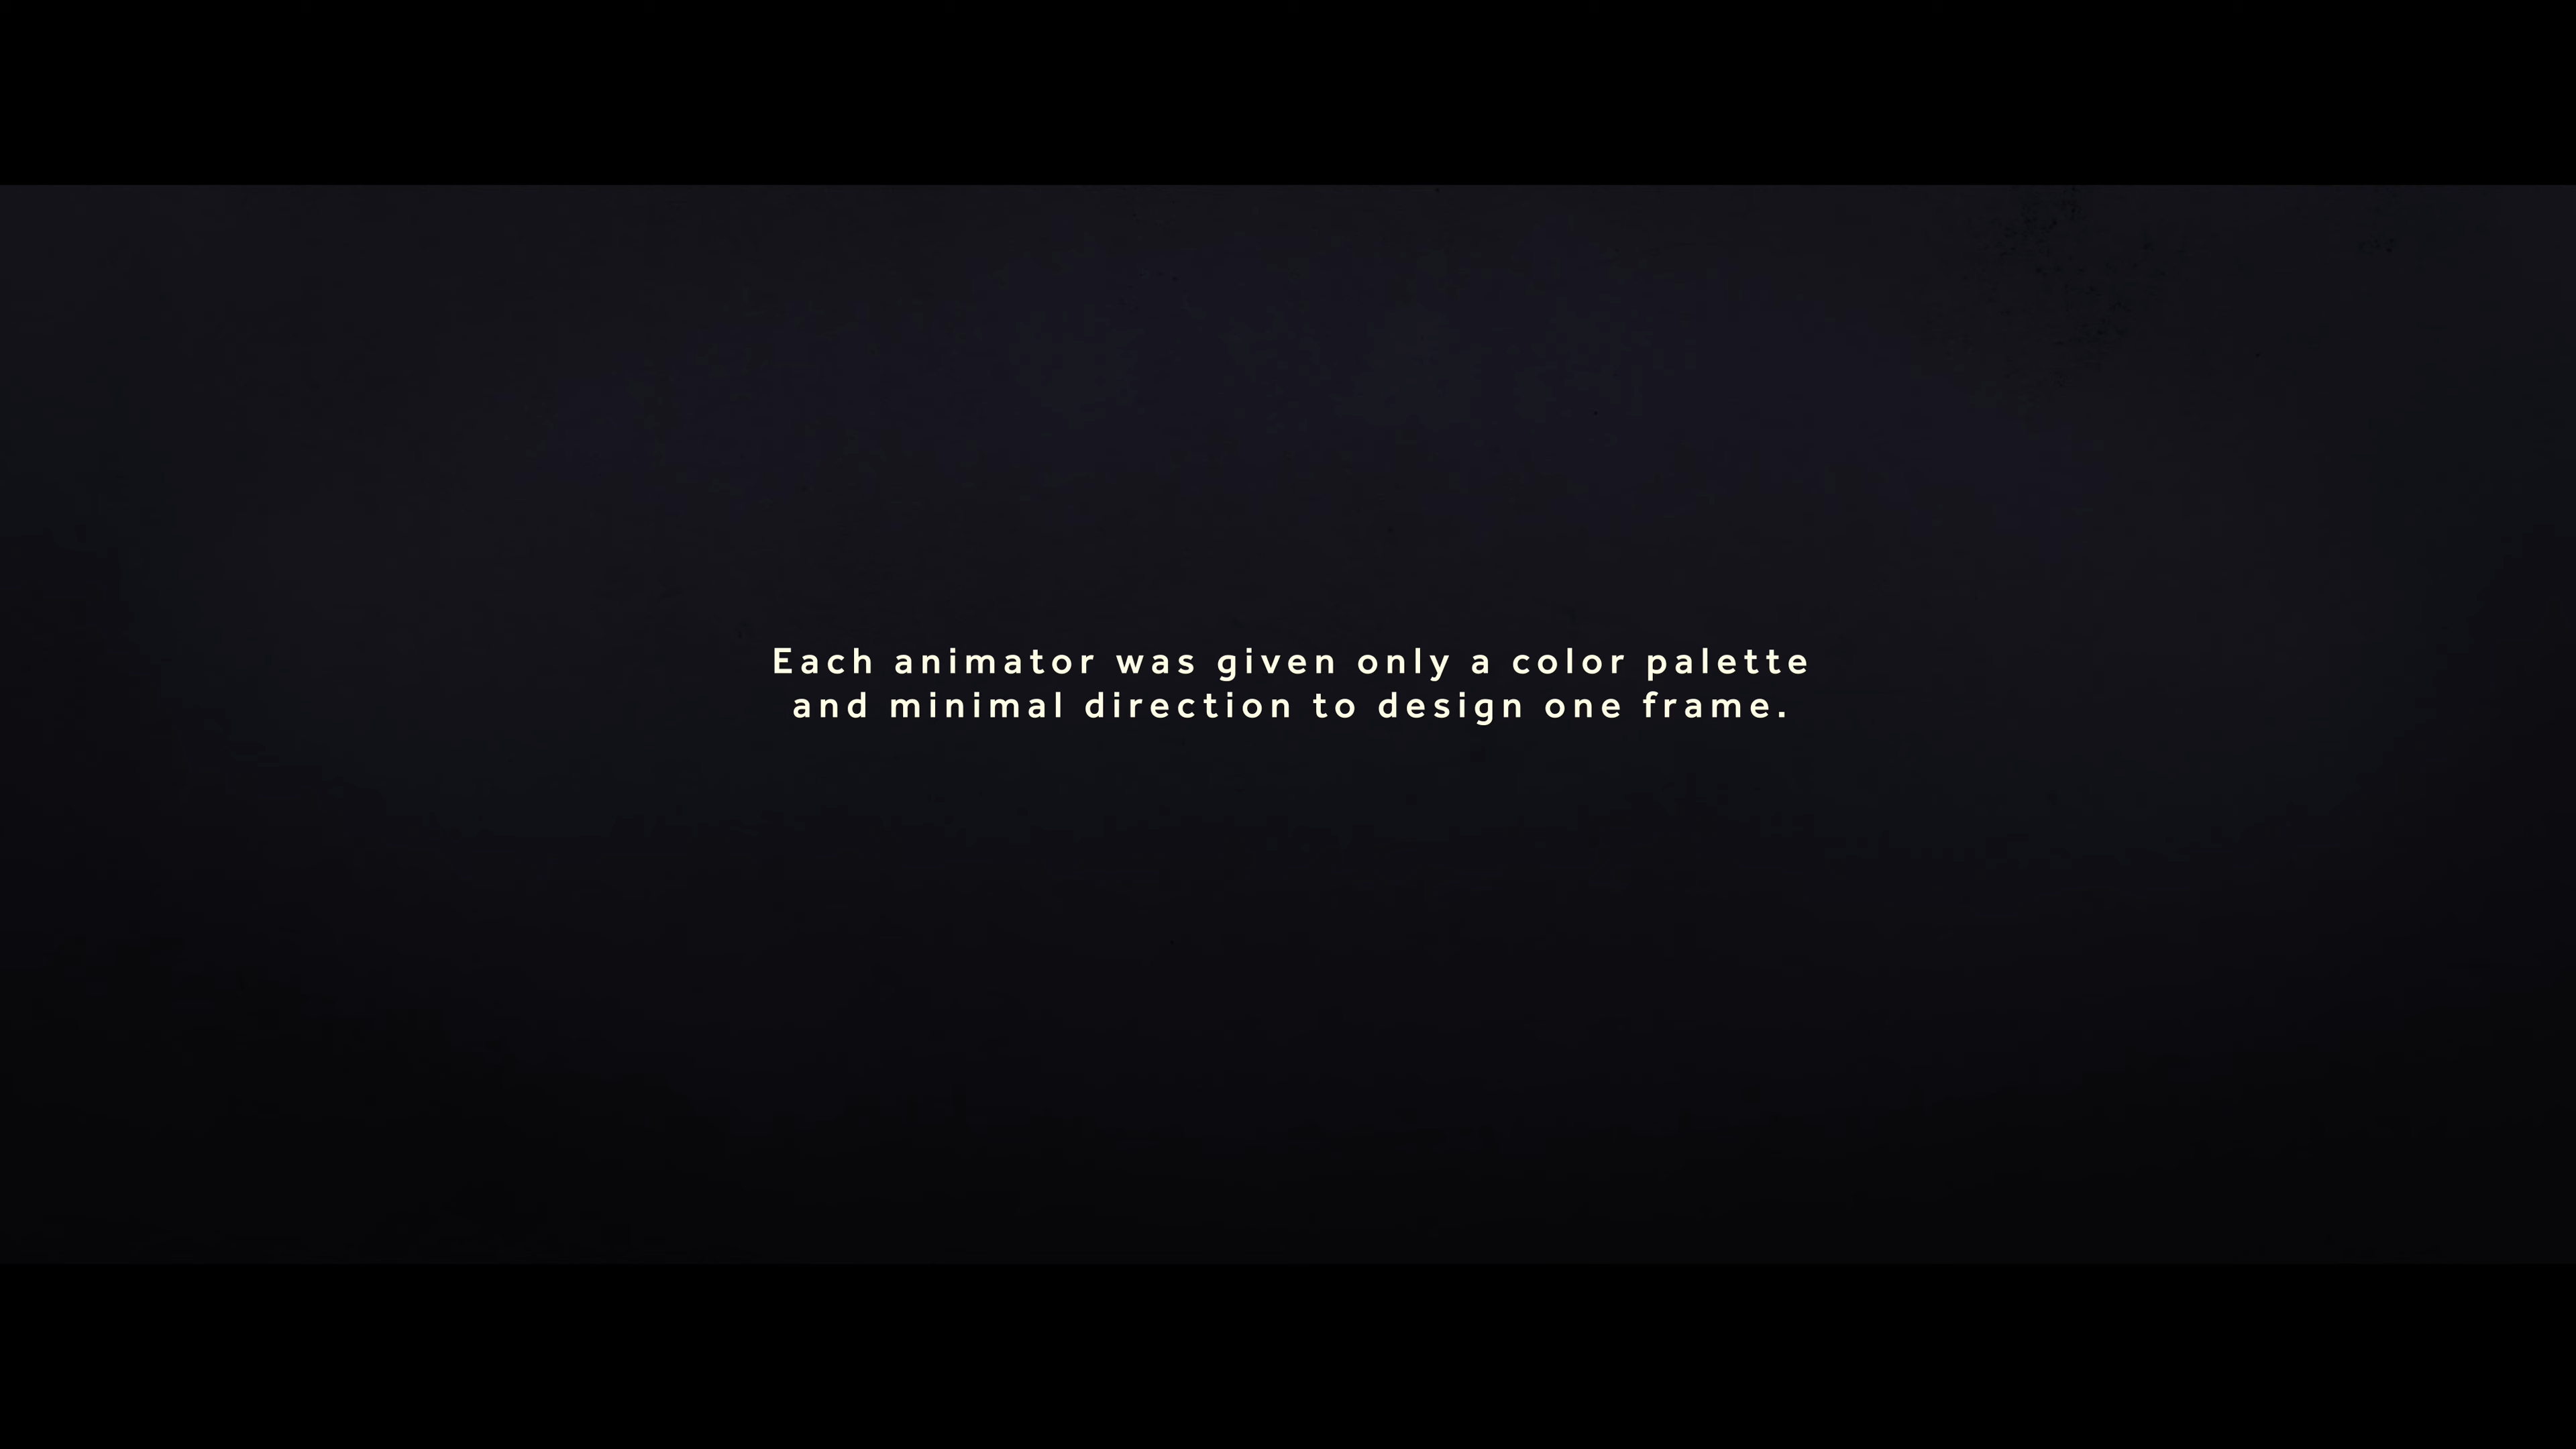 Each animator was given only a color palette
and minimal direction to design one frame.